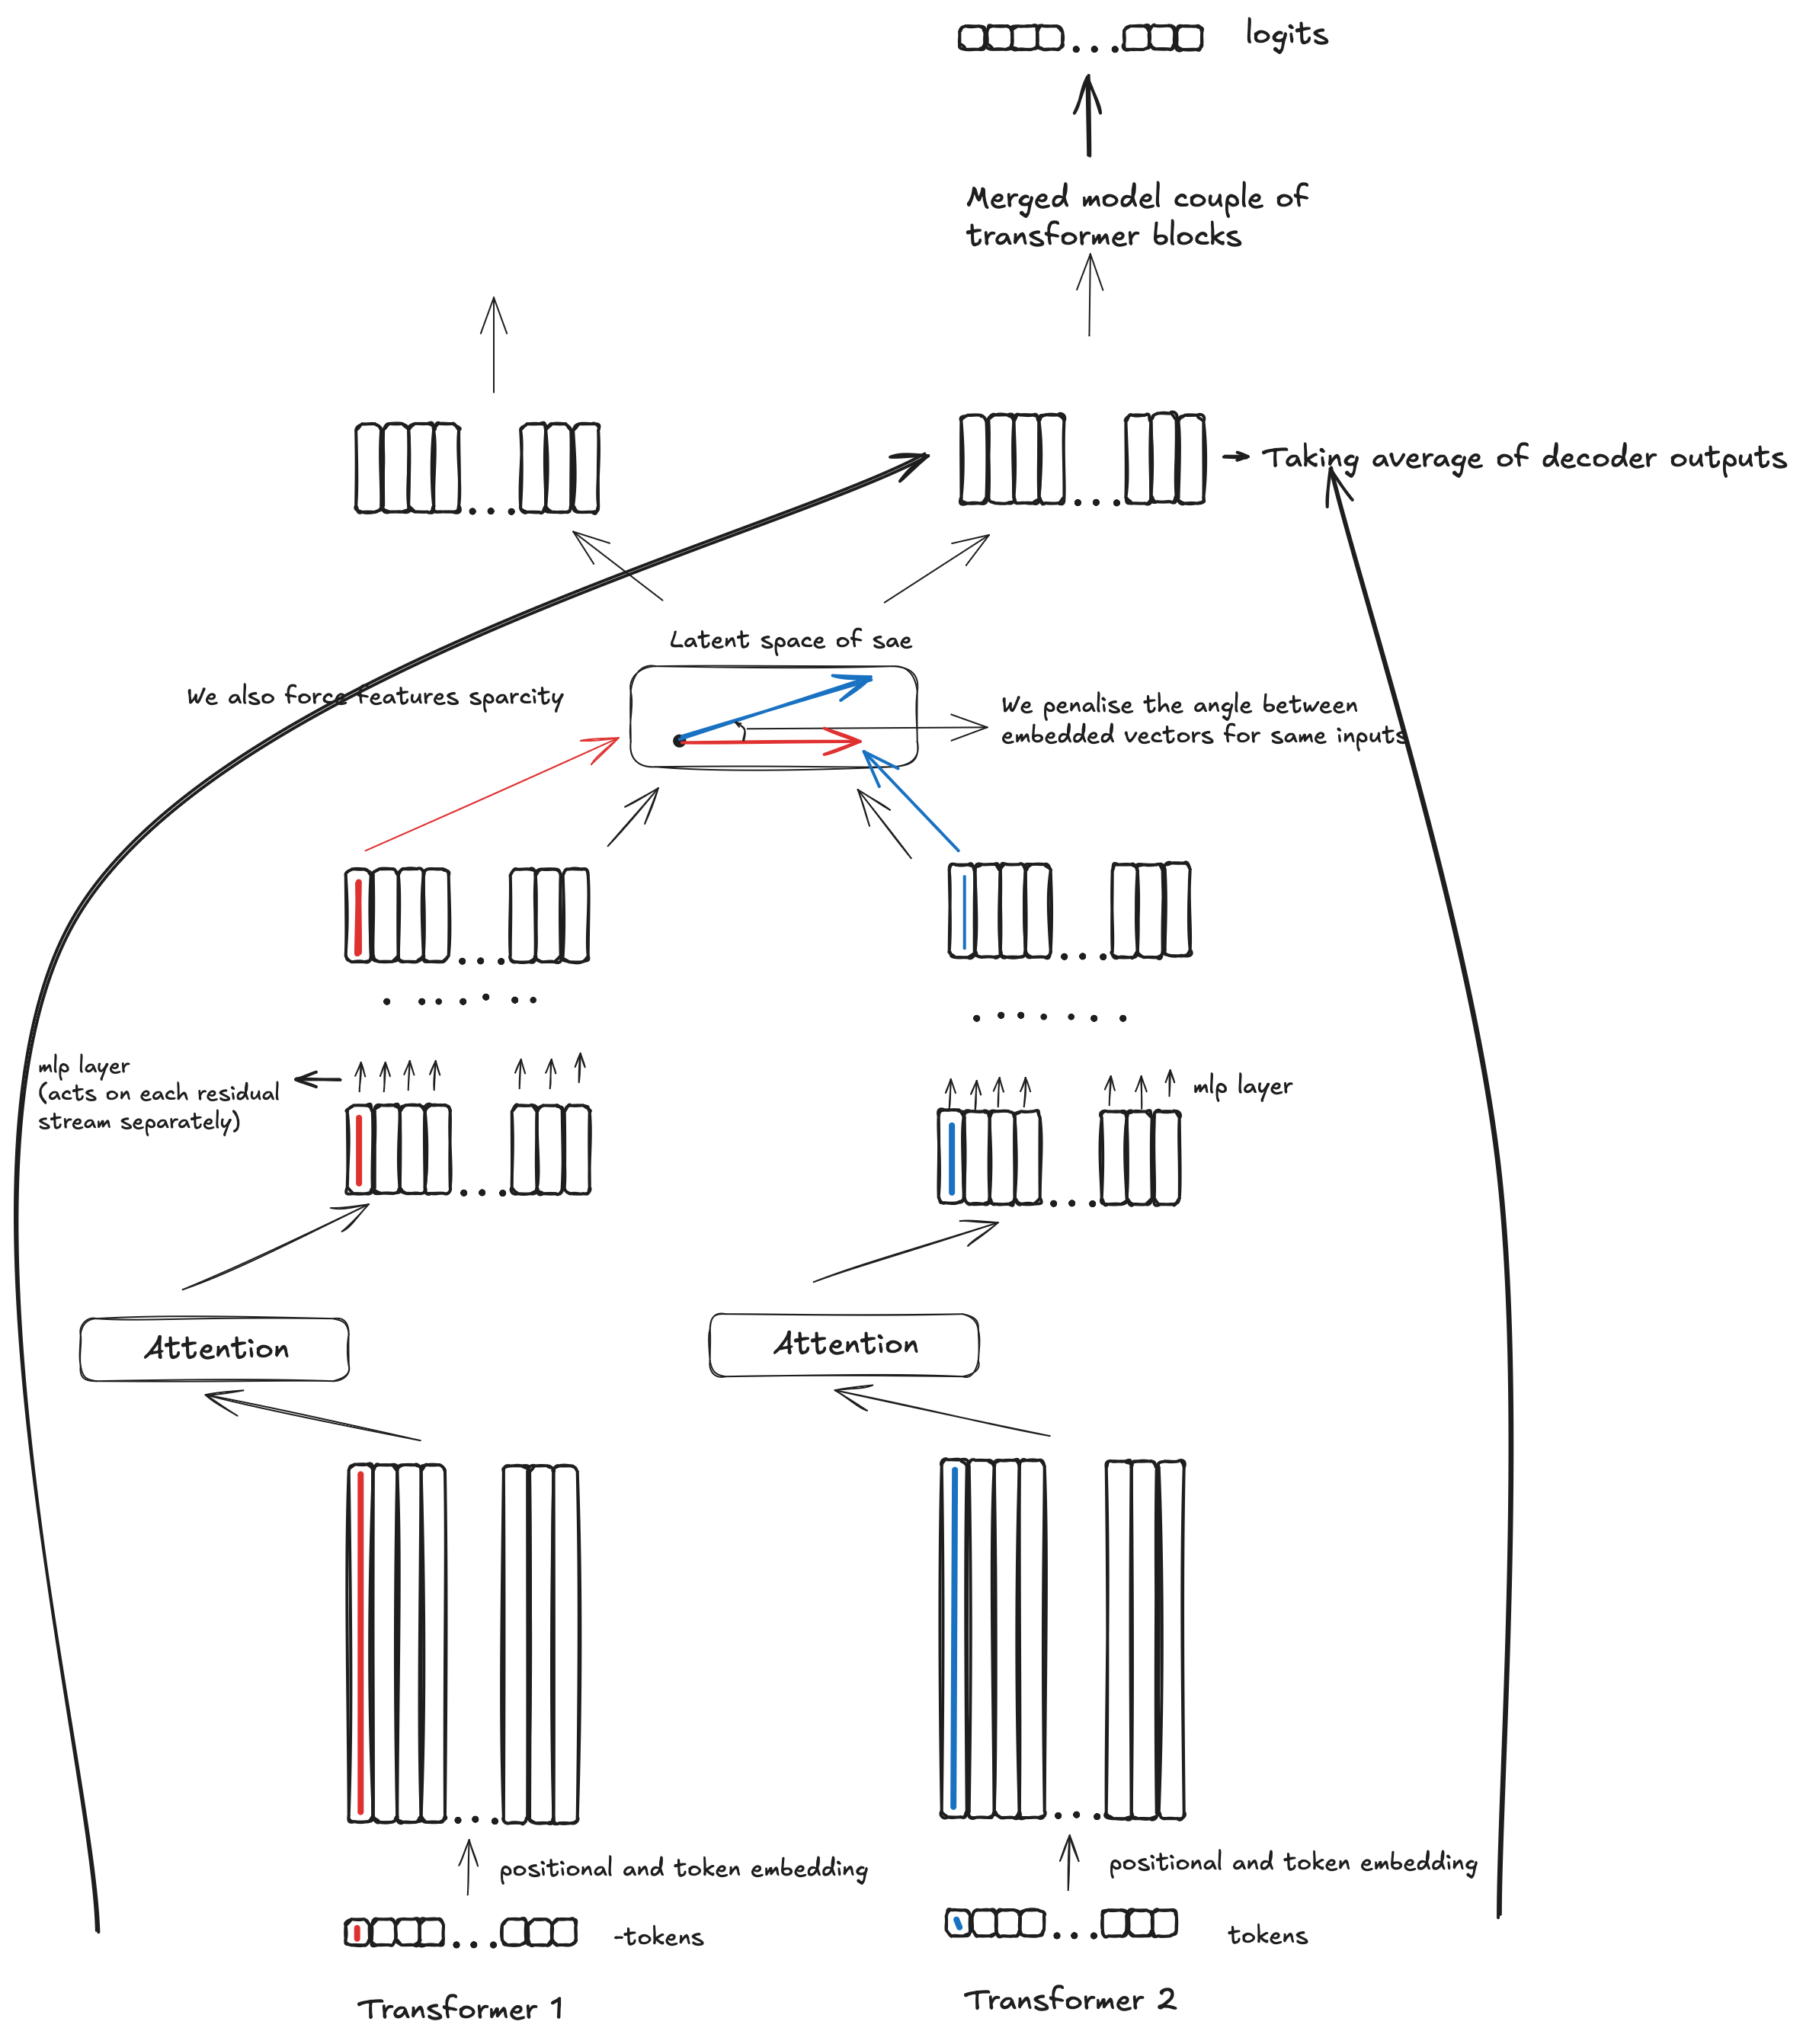 logits
Merged model couple of
transformer blocks
Taking average of decoder outputs
Latent space of sae
We also force features sparcity
We penalise the angle between
embedded vectors for same inputs
mlp layer
(acts on each residual
stream separately)
mlp layer
Attention
Attention
positional and token embedding
positional and token embedding
-tokens
tokens
Transformer 1
Transformer 2